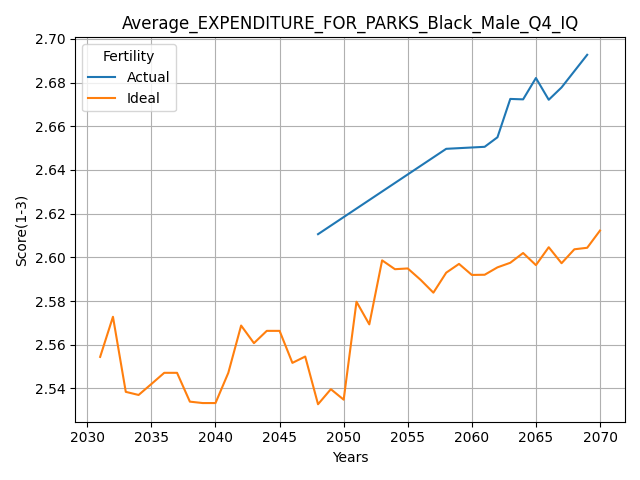 Average_EXPENDITURE_FOR_PARKS_Black_Male_Q4_IQ
Fertility
Actual
Ideal
Score(1-3)
2.70
2.68
2.66
2.64
2.62
2.60
2.58
2.56
2.54
2030 2035 2040 2045 2050 2055 2060 2065 2070
Years